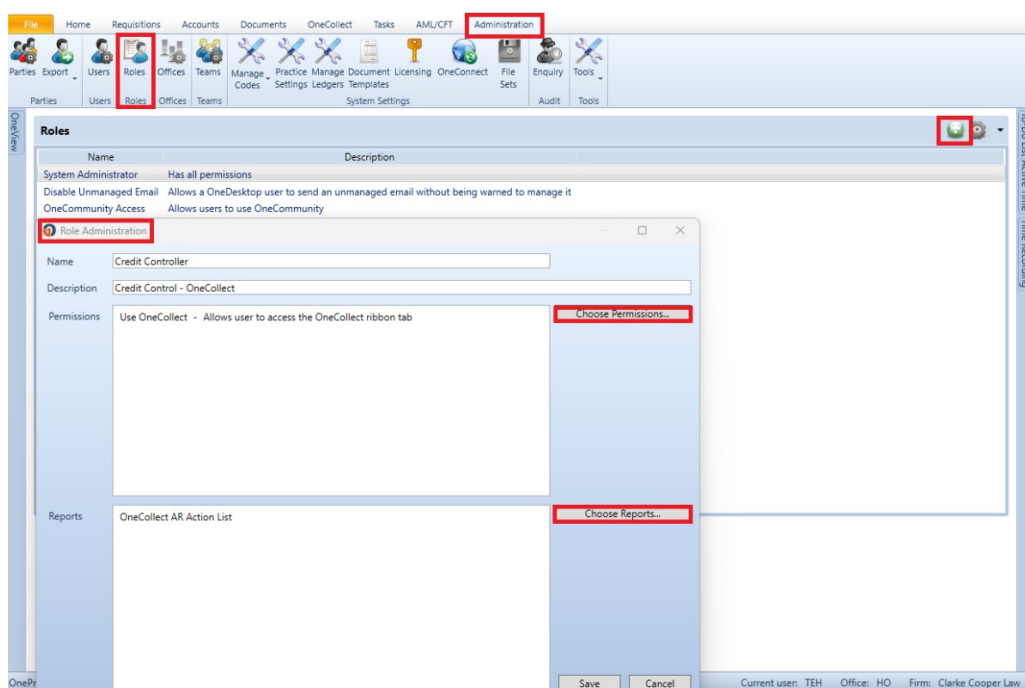 File Home Requisitions Accounts Documents OneCollect Tasks AML/CFT Administration
Parties Export Users Roles Offices Teams Manage Codes Practice Settings Manage Ledgers Document Templates Licensing OneConnect File Sets Enquiry Tools
Parties Users Roles Offices Teams System Settings Audit Tools
OneView
Roles
Name Description
System Administrator Has all permissions
Disable Unmanaged Email Allows a OneDesktop user to send an unmanaged email without being warned to manage it
OneCommunity Access Allows users to use OneCommunity
Role Administration
Name Credit Controller
Description Credit Control - OneCollect
Permissions Use OneCollect - Allows user to access the OneCollect ribbon tab Choose Permissions...
Reports OneCollect AR Action List Choose Reports...
Save Cancel
OnePr Current user: TEH Office: HO Firm: Clarke Cooper Law
Time Recording